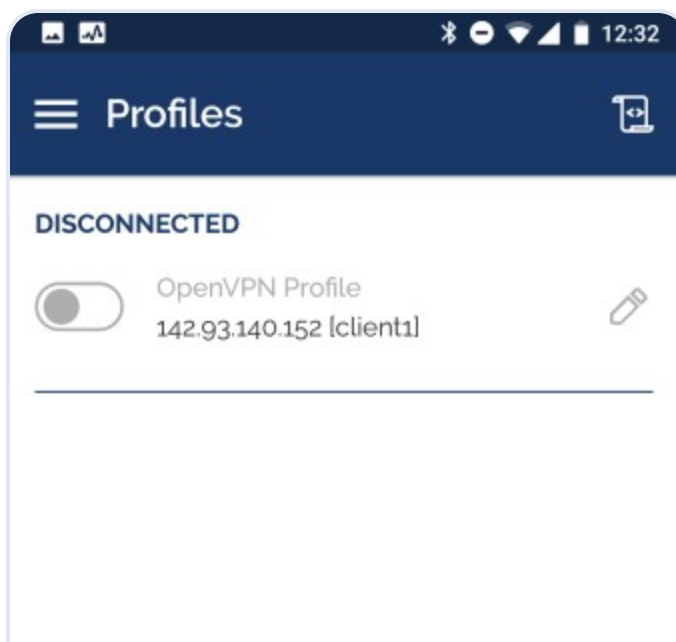 12:32
Profiles
DISCONNECTED
OpenVPN Profile
142.93.140.152 [client1]